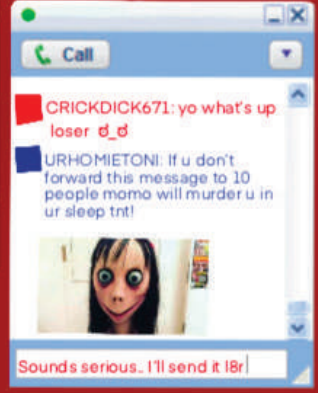 Call
CRICKDICK671: yo what's up
loser ಠ_ಠ
URHOMIETONI: If u don't
forward this message to 10
people momo will murder u in
ur sleep tnt!
Sounds serious.. I'll send it l8r